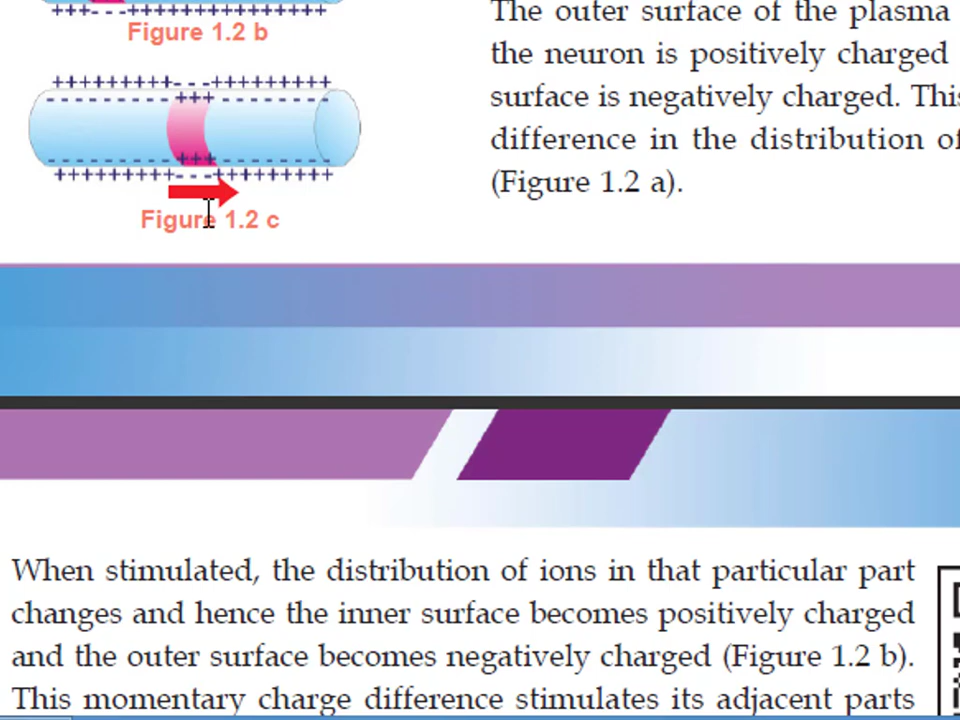 +++---++++++++++++++++
Figure 1.2 b
+++++++++++++---+++++++++++++
- - - - - - - - - - - +++ - - - - - - - - - -
- - - - - - - - - - - +++ - - - - - - - - - -
+++++++++++++---+++++++++++++
Figure 1.2 c
The outer surface of the plasma
the neuron is positively charged
surface is negatively charged. This
difference in the distribution of
(Figure 1.2 a).
When stimulated, the distribution of ions in that particular part
changes and hence the inner surface becomes positively charged
and the outer surface becomes negatively charged (Figure 1.2 b).
This momentary charge difference stimulates its adjacent parts